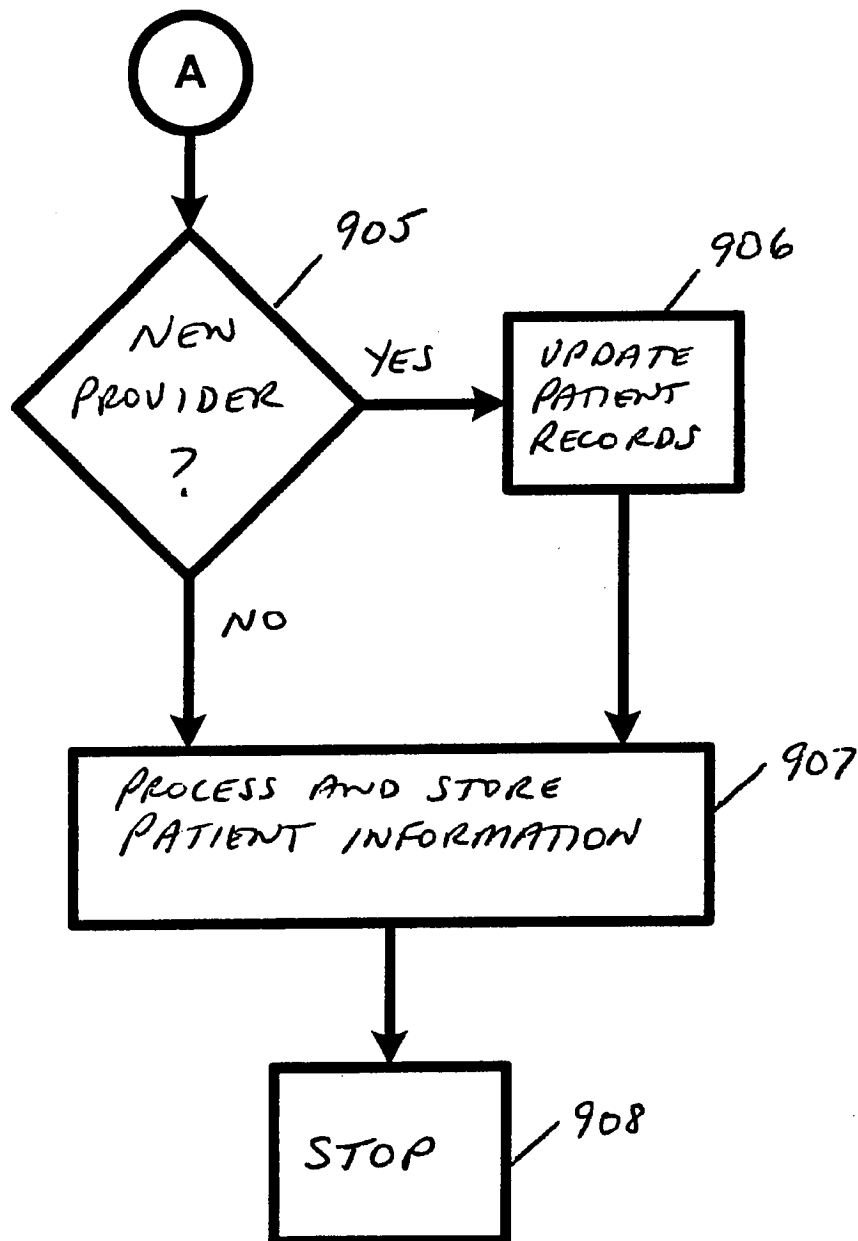 A
905
NEW
PROVIDER
?
YES
906
UPDATE
PATIENT
RECORDS
NO
907
PROCESS AND STORE
PATIENT INFORMATION
908
STOP